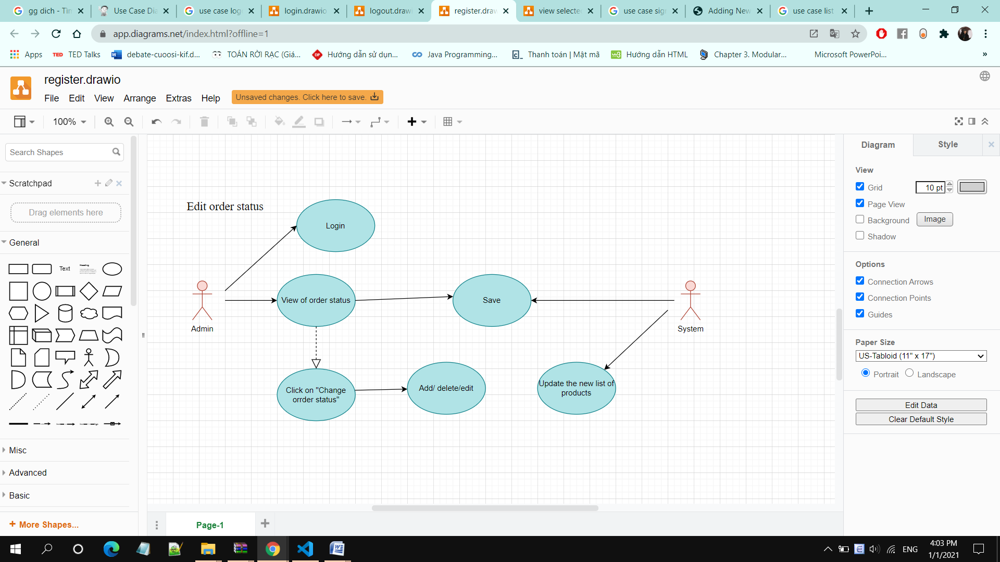 gg dich - Tìm
Use Case Dia
use case log
login.drawio
logout.drawi
register.draw
view selecte
use case sig
Adding New
use case list
app.diagrams.net/index.html?offline=1
Apps
TED
TED Talks
debate-cuoosi-kif.d...
TOÁN RỜI RẠC (Giá...
Hướng dẫn sử dụn...
Java Programming...
Thanh toán | Mật mã
Hướng dẫn HTML
Chapter 3. Modular...
Microsoft PowerPoi...
»
register.drawio
File Edit View Arrange Extras Help
Unsaved changes. Click here to save.
100%
Search Shapes
Scratchpad
Drag elements here
General
Text
Heading
Misc
Advanced
Basic
+ More Shapes...
Edit order status
Login
View of order status
Save
Admin
System
Click on "Change
orrder status"
Add/ delete/edit
Update the new list of
products
Page-1
Diagram
Style
View
Grid
10 pt
Page View
Background
Image
Shadow
Options
Connection Arrows
Connection Points
Guides
Paper Size
US-Tabloid (11" x 17")
Portrait
Landscape
Edit Data
Clear Default Style
ENG
4:03 PM
1/1/2021